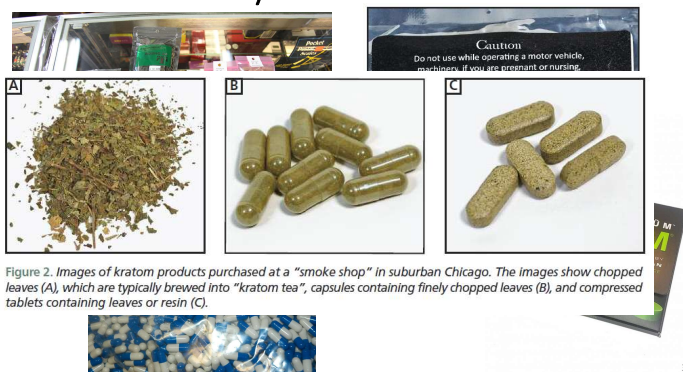 Pocket
Caution
Do not use while operating a motor vehicle,
machinery, if you are pregnant or nursing,
A
B
C
O M
M
Figure 2. Images of kratom products purchased at a "smoke shop" in suburban Chicago. The images show chopped
leaves (A), which are typically brewed into "kratom tea", capsules containing finely chopped leaves (B), and compressed
tablets containing leaves or resin (C).